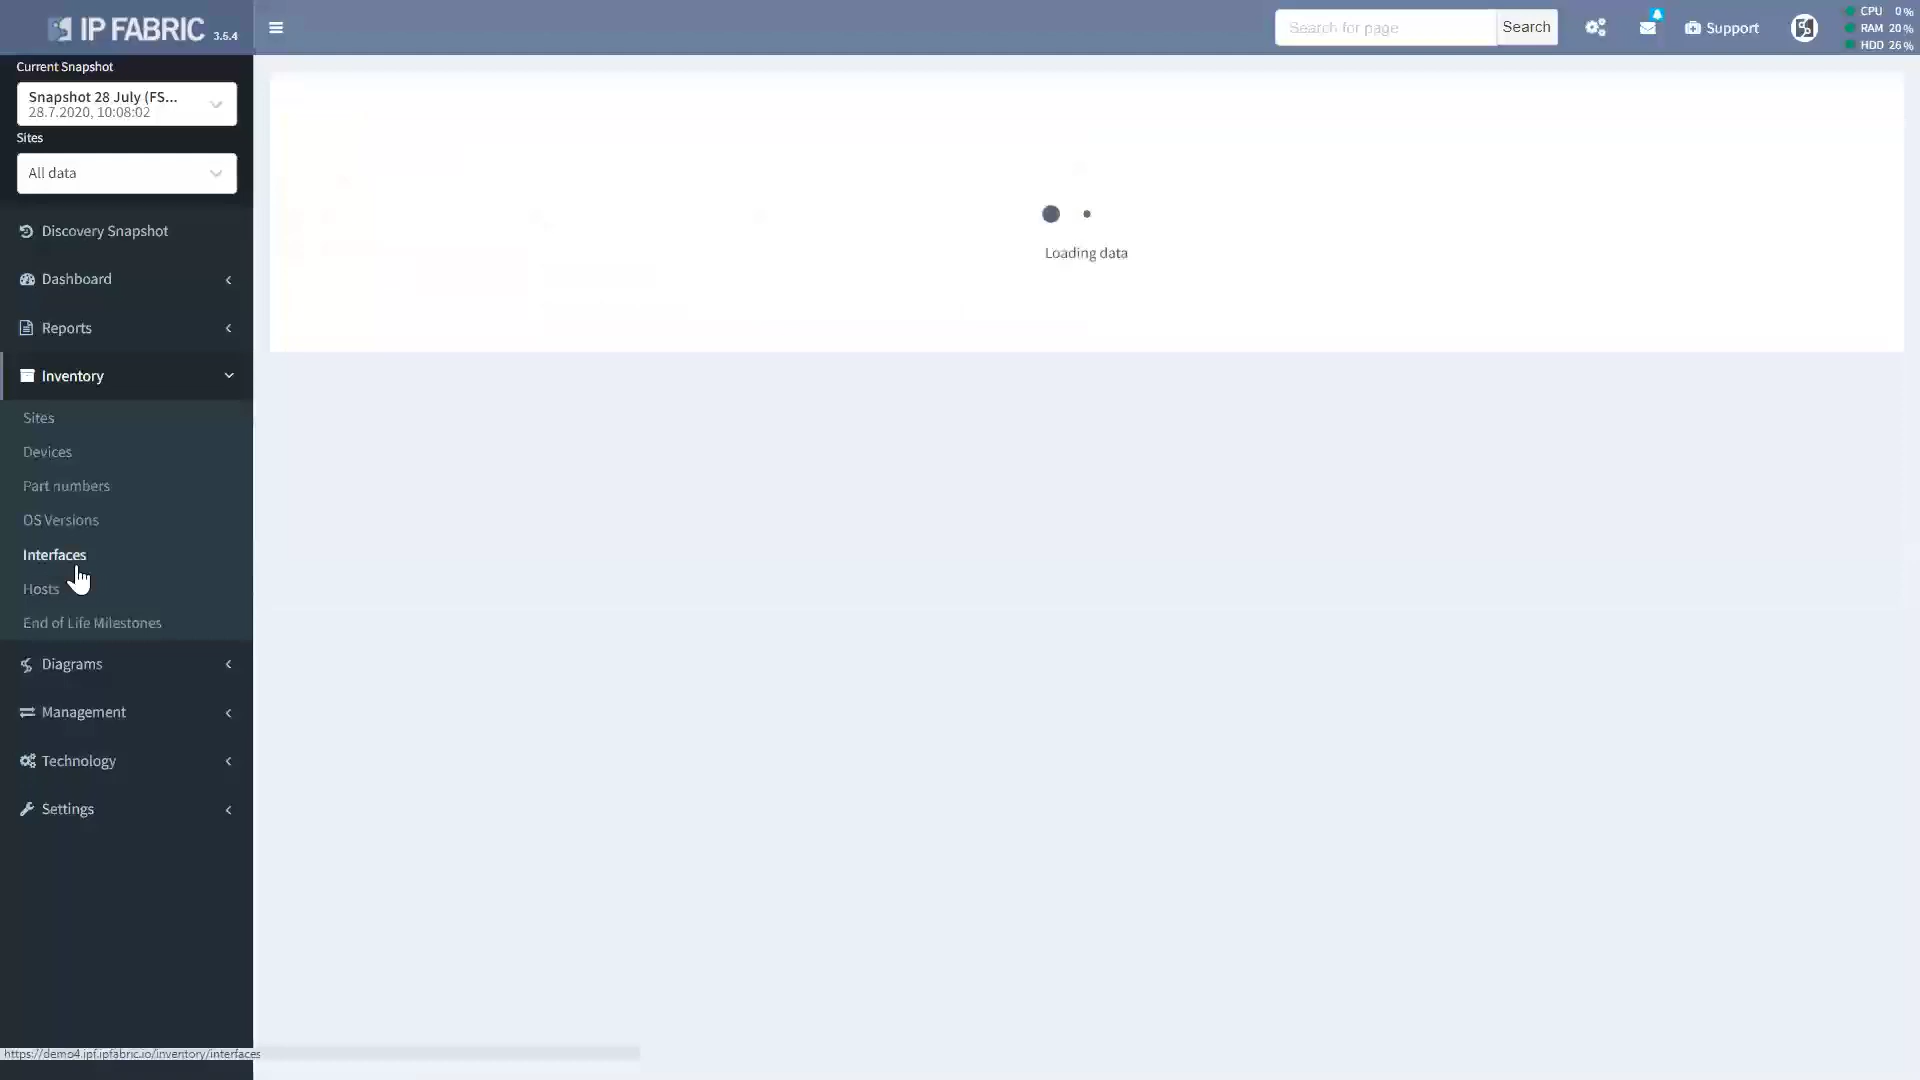 IP FABRIC 3.5.4
Search for page
Search
Support
CPU 0 %
RAM 20 %
HDD 26 %
Current Snapshot
Snapshot 28 July (FS...
28.7.2020, 10:08:02
Sites
All data
Discovery Snapshot
Dashboard
Reports
Inventory
Sites
Devices
Part numbers
OS Versions
Interfaces
Hosts
End of Life Milestones
Diagrams
Management
Technology
Settings
Loading data
https://demo4.ipf.ipfabric.io/inventory/interfaces